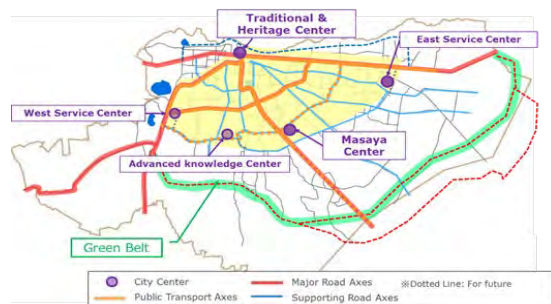 Traditional &
Heritage Center
East Service Center
West Service Center
Masaya
Center
Advanced knowledge Center
Green Belt
City Center
Major Road Axes
※Dotted Line: For future
Public Transport Axes
Supporting Road Axes